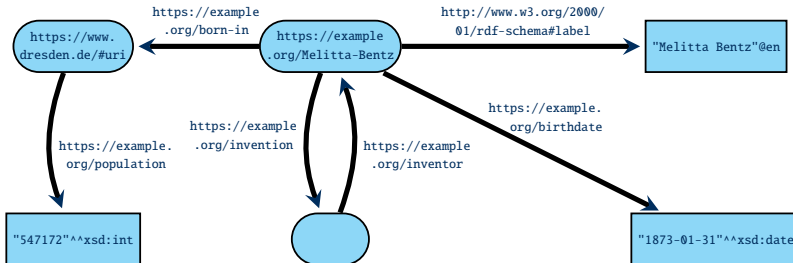 https://example
.org/born-in
http://www.w3.org/2000/
01/rdf-schema#label
https://www.
dresden.de/#uri
https://example
.org/Melitta-Bentz
"Melitta Bentz"@en
https://example.
org/population
https://example
.org/invention
https://example
.org/inventor
https://example.
org/birthdate
"547172"^^xsd:int
"1873-01-31"^^xsd:date